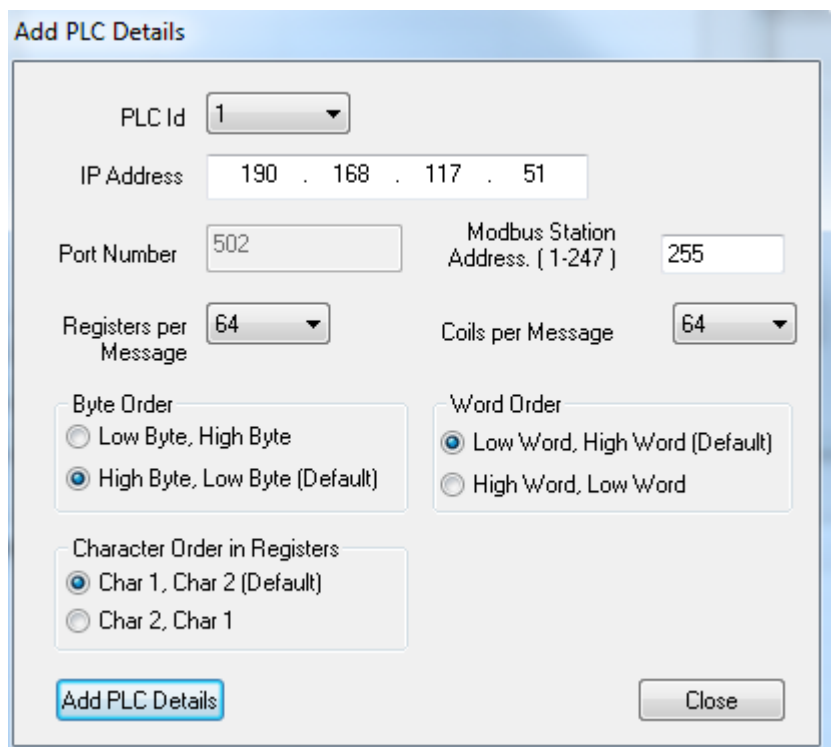 Add PLC Details
PLC Id 1
IP Address 190 . 168 . 117 . 51
Port Number 502
Modbus Station
Address. ( 1-247 ) 255
Registers per
Message 64
Coils per Message 64
Byte Order
Low Byte, High Byte
High Byte, Low Byte (Default)
Word Order
Low Word, High Word (Default)
High Word, Low Word
Character Order in Registers
Char 1, Char 2 (Default)
Char 2, Char 1
Add PLC Details
Close